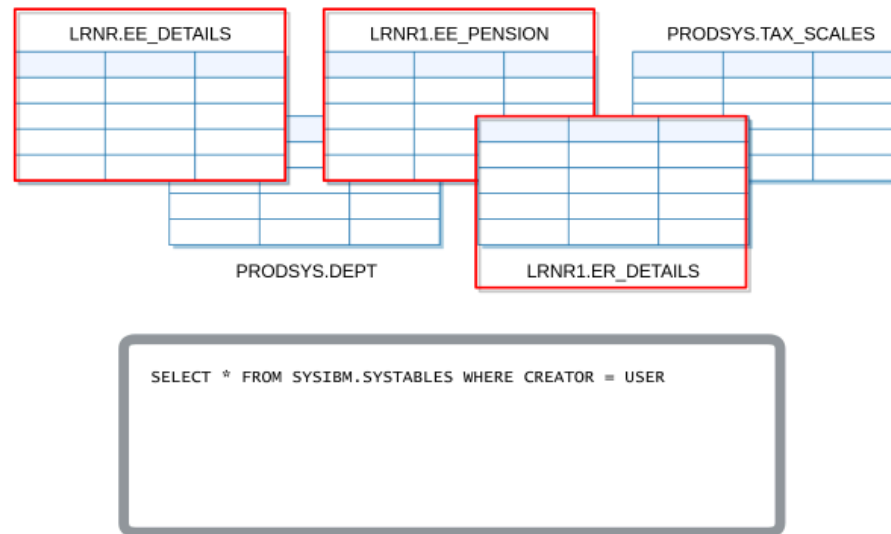 LRNR.EE_DETAILS
LRNR1.EE_PENSION
PRODSYS.TAX_SCALES
PRODSYS.DEPT
LRNR1.ER_DETAILS
SELECT * FROM SYSIBM.SYSTABLES WHERE CREATOR = USER